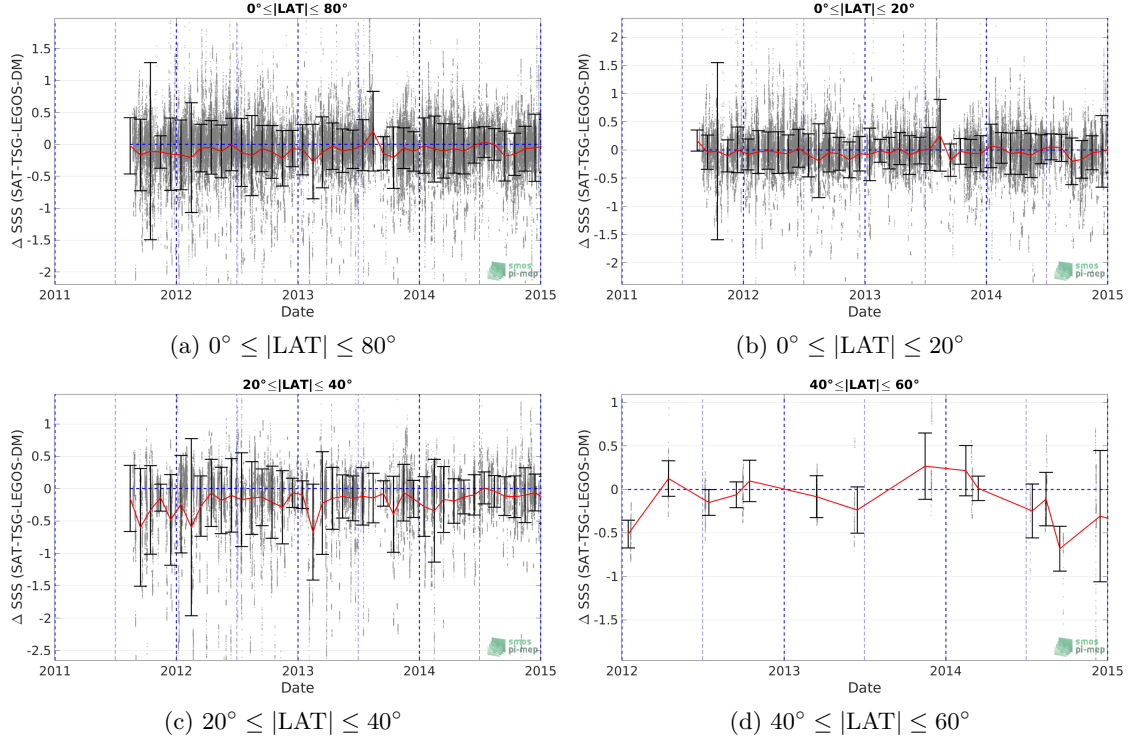 0°≤|LAT|≤ 80°
Δ SSS (SAT-TSG-LEGOS-DM)
1.5
1
0.5
0
-0.5
-1
-1.5
-2
2011
2012
2013
2014
2015
Date
smos
pi-mep
(a) 0° ≤ |LAT| ≤ 80°
0°≤|LAT|≤ 20°
Δ SSS (SAT-TSG-LEGOS-DM)
2
1.5
1
0.5
0
-0.5
-1
-1.5
-2
2011
2012
2013
2014
2015
Date
smos
pi-mep
(b) 0° ≤ |LAT| ≤ 20°
20°≤|LAT|≤ 40°
Δ SSS (SAT-TSG-LEGOS-DM)
1
0.5
0
-0.5
-1
-1.5
-2
-2.5
2011
2012
2013
2014
2015
Date
smos
pi-mep
(c) 20° ≤ |LAT| ≤ 40°
40°≤|LAT|≤ 60°
Δ SSS (SAT-TSG-LEGOS-DM)
1
0.5
0
-0.5
-1
-1.5
2012
2013
2014
2015
Date
smos
pi-mep
(d) 40° ≤ |LAT| ≤ 60°